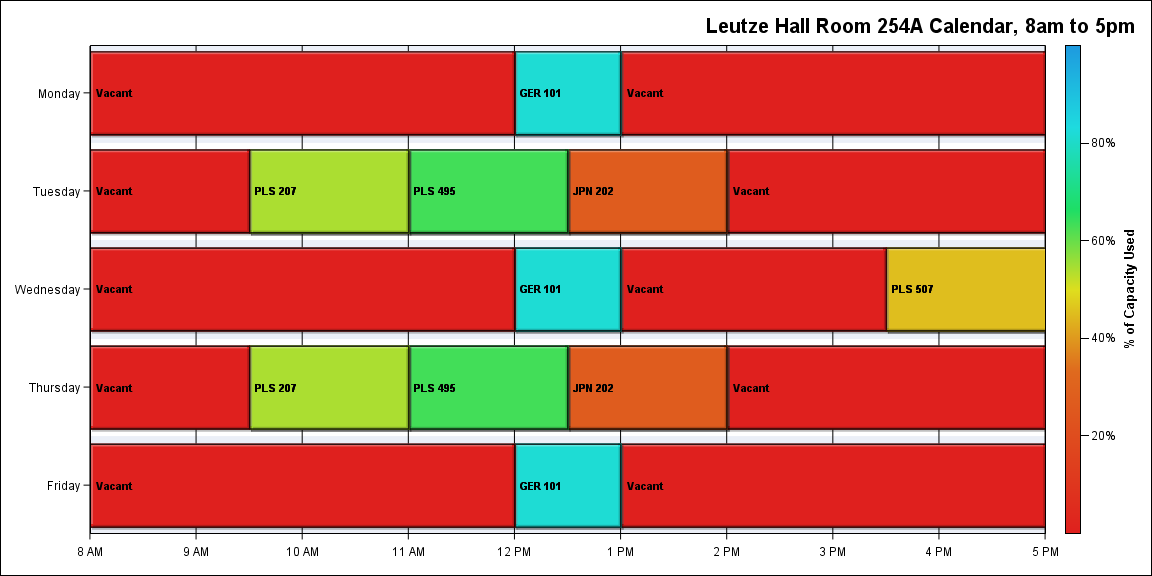 Leutze Hall Room 254A Calendar, 8am to 5pm
Monday
Vacant
GER 101
Vacant
Tuesday
Vacant
PLS 207
PLS 495
JPN 202
Vacant
Wednesday
Vacant
GER 101
Vacant
PLS 507
Thursday
Vacant
PLS 207
PLS 495
JPN 202
Vacant
Friday
Vacant
GER 101
Vacant
8 AM
9 AM
10 AM
11 AM
12 PM
1 PM
2 PM
3 PM
4 PM
5 PM
80%
60%
40%
20%
% of Capacity Used